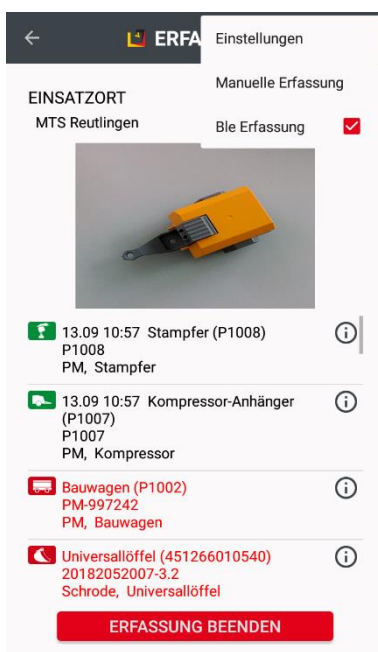 ERFA
Einstellungen
Manuelle Erfassung
Ble Erfassung
EINSATZORT
MTS Reutlingen
13.09 10:57 Stampfer (P1008)
P1008
PM, Stampfer
13.09 10:57 Kompressor-Anhänger
(P1007)
P1007
PM, Kompressor
Bauwagen (P1002)
PM-997242
PM, Bauwagen
Universallöffel (451266010540)
20182052007-3.2
Schrode, Universallöffel
ERFASSUNG BEENDEN